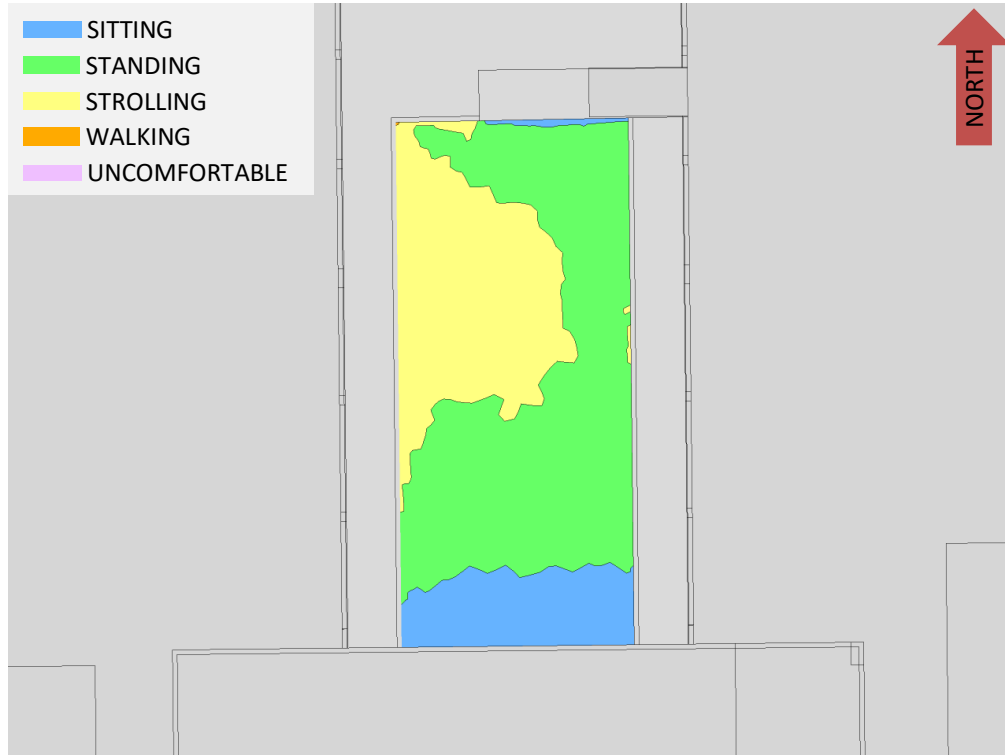 SITTING
STANDING
STROLLING
WALKING
UNCOMFORTABLE
NORTH